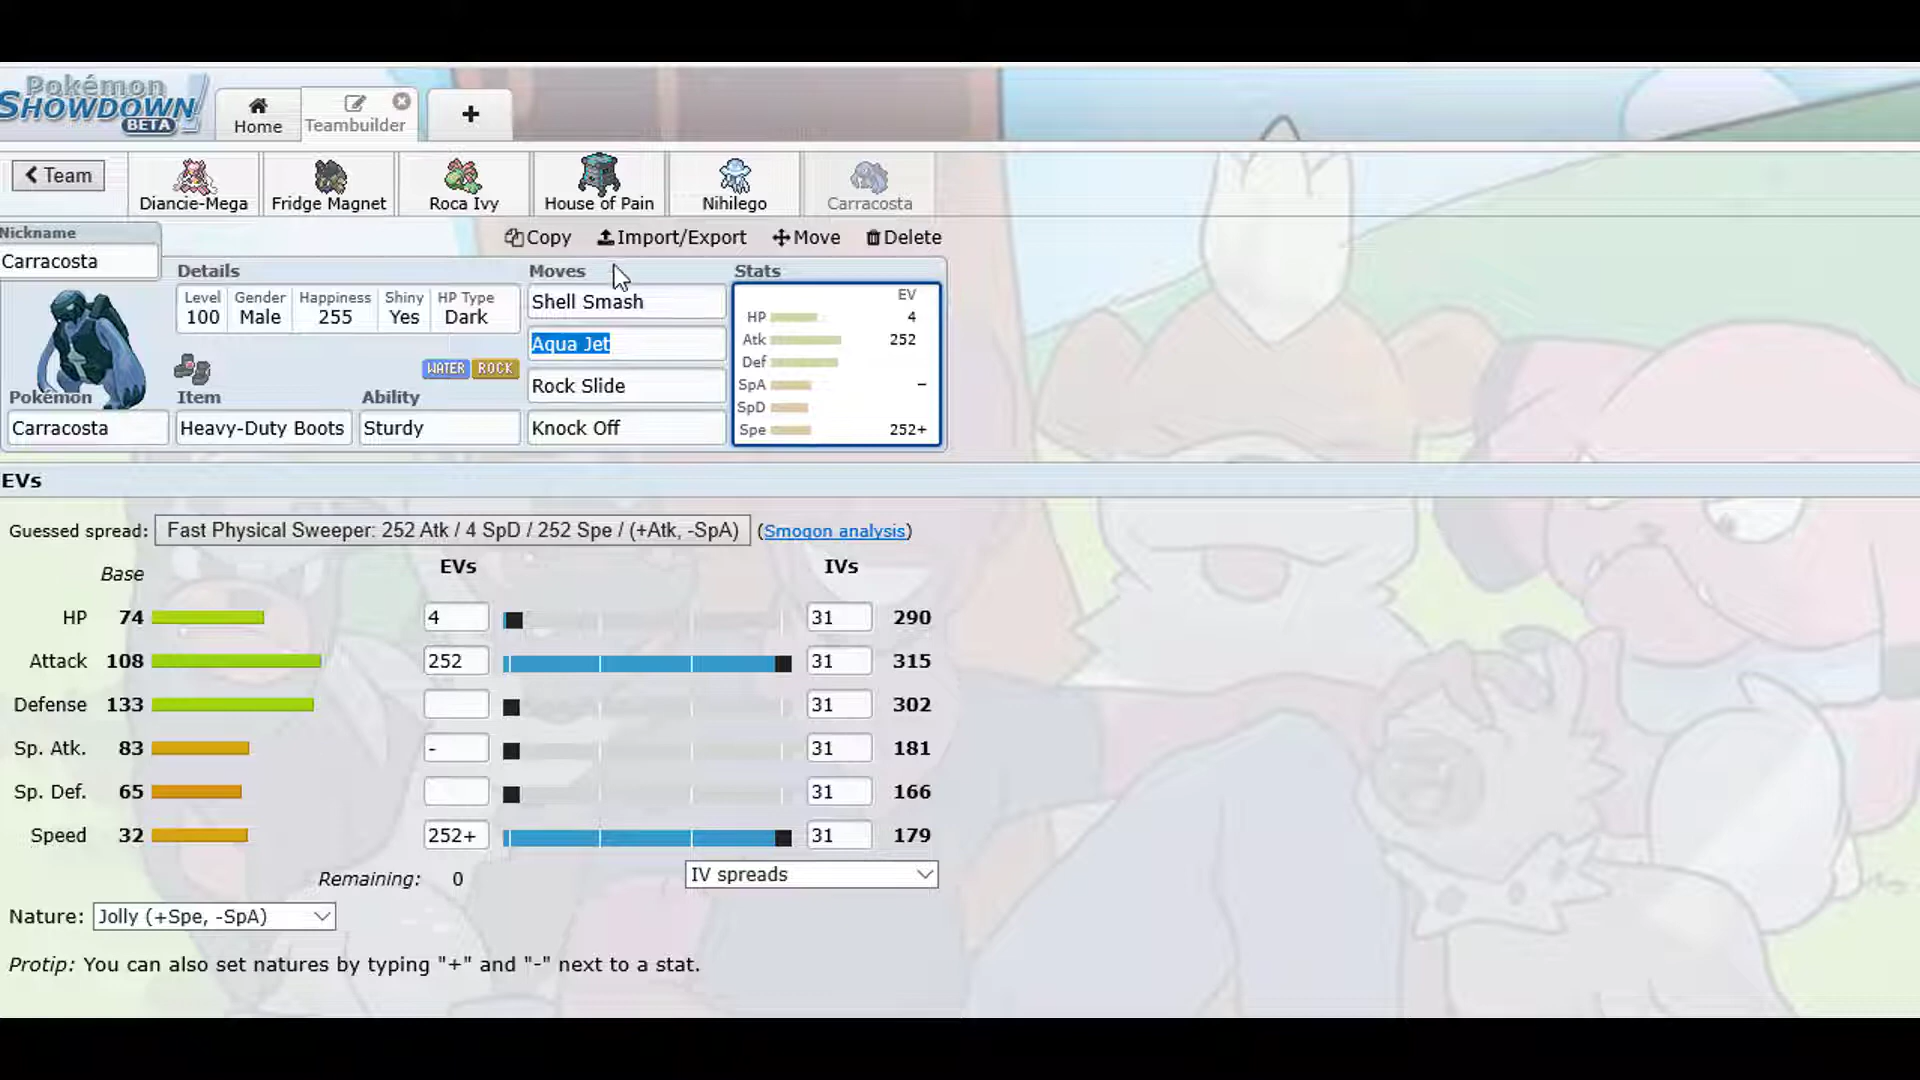 Pokémon
SHOWDOWN
BETA
Home
Teambuilder
+
Team
Diancie-Mega
Fridge Magnet
Roca Ivy
House of Pain
Nihilego
Carracosta
Copy
Import/Export
Move
Delete
Nickname
Carracosta
Details
Level
100
Gender
Male
Happiness
255
Shiny
Yes
HP Type
Dark
WATER
ROCK
Pokémon
Carracosta
Item
Heavy-Duty Boots
Ability
Sturdy
Moves
Shell Smash
Aqua Jet
Rock Slide
Knock Off
Stats
EV
HP 4
Atk 252
Def
SpA –
SpD
Spe 252+
EVs
Guessed spread: Fast Physical Sweeper: 252 Atk / 4 SpD / 252 Spe / (+Atk, -SpA) (Smogon analysis)
Base EVs IVs
HP 74 4 31 290
Attack 108 252 31 315
Defense 133 31 302
Sp. Atk. 83 - 31 181
Sp. Def. 65 31 166
Speed 32 252+ 31 179
Remaining: 0
IV spreads
Nature: Jolly (+Spe, -SpA)
Protip: You can also set natures by typing "+" and "-" next to a stat.